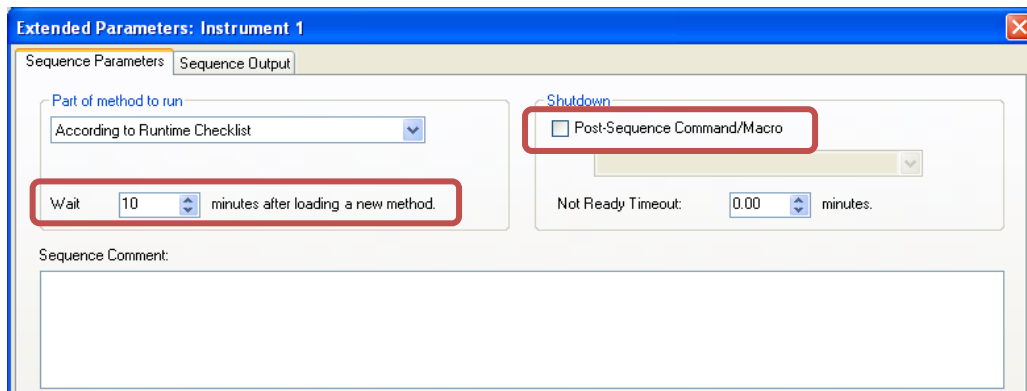 Extended Parameters: Instrument 1
Sequence Parameters
Sequence Output
Part of method to run
According to Runtime Checklist
Wait 10 minutes after loading a new method.
Shutdown
Post-Sequence Command/Macro
Not Ready Timeout: 0.00 minutes.
Sequence Comment: